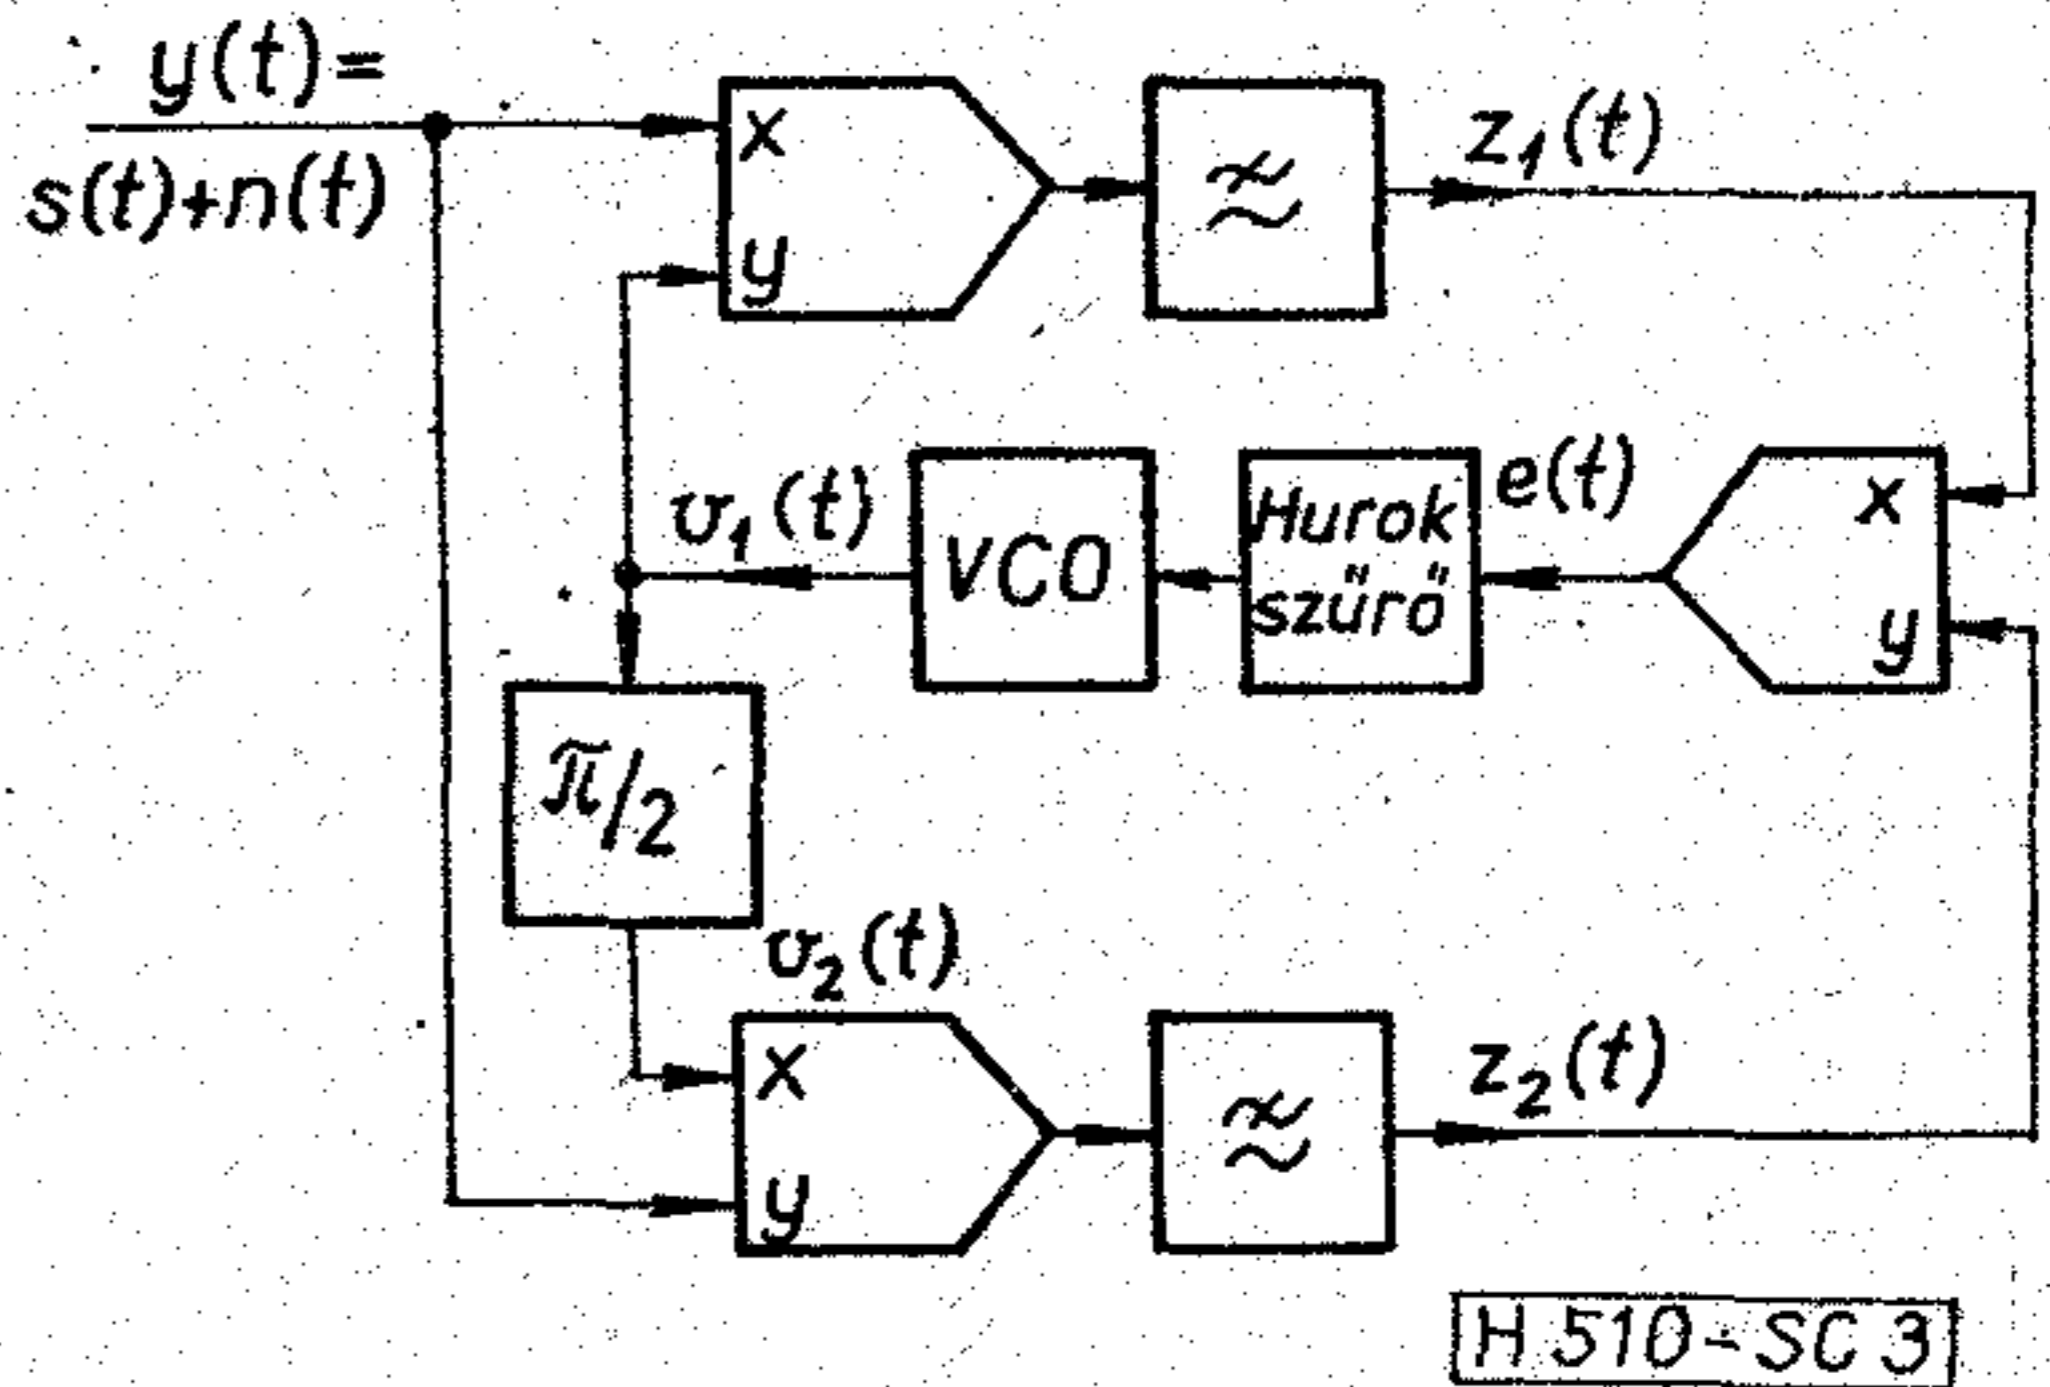 y(t)=
s(t)+n(t)
x
y
z₁(t)
υ₁(t)
VCO
Hurok
szűrő
e(t)
x
y
π/2
υ₂(t)
x
y
z₂(t)
H 510-SC 3